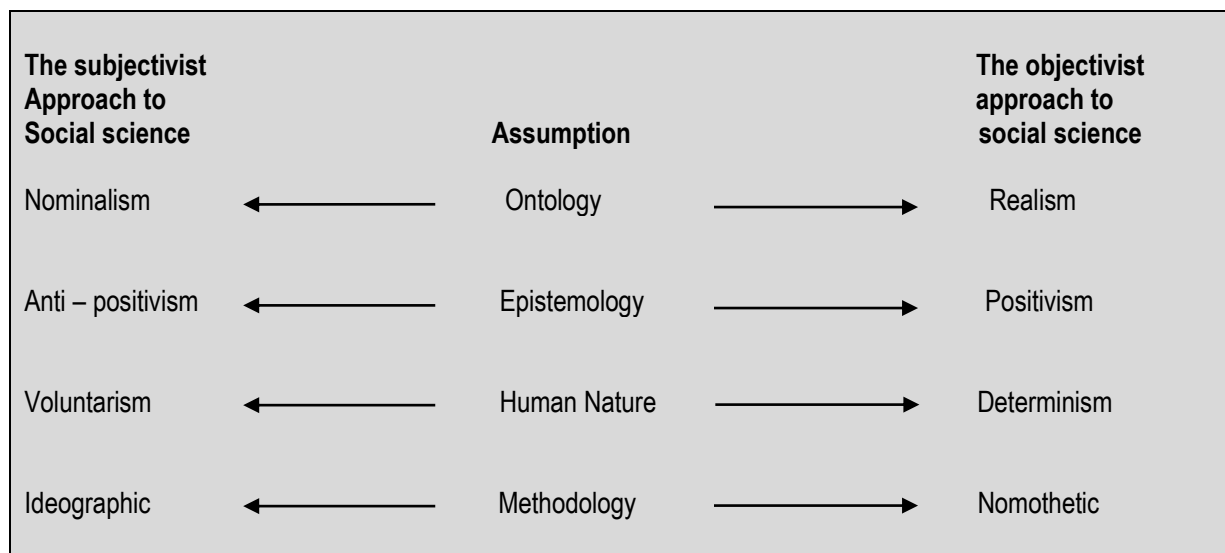 The subjectivist
Approach to
Social science
Assumption
The objectivist
approach to
social science
Nominalism Ontology Realism
Anti – positivism Epistemology Positivism
Voluntarism Human Nature Determinism
Ideographic Methodology Nomothetic